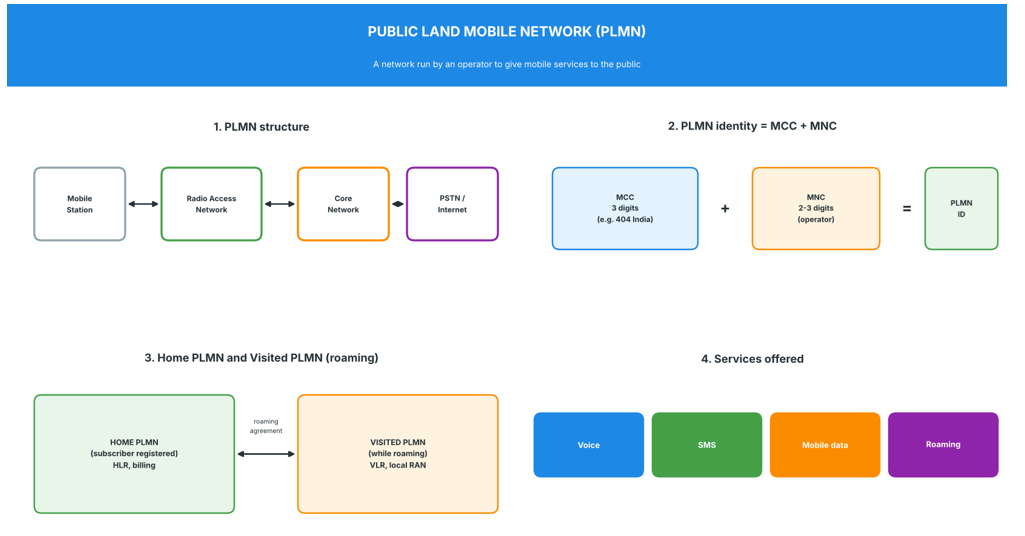 PUBLIC LAND MOBILE NETWORK (PLMN)
A network run by an operator to give mobile services to the public
1. PLMN structure
Mobile
Station
Radio Access
Network
Core
Network
PSTN /
Internet
2. PLMN identity = MCC + MNC
MCC
3 digits
(e.g. 404 India)
+
MNC
2-3 digits
(operator)
=
PLMN
ID
3. Home PLMN and Visited PLMN (roaming)
HOME PLMN
(subscriber registered)
HLR, billing
roaming
agreement
VISITED PLMN
(while roaming)
VLR, local RAN
4. Services offered
Voice
SMS
Mobile data
Roaming